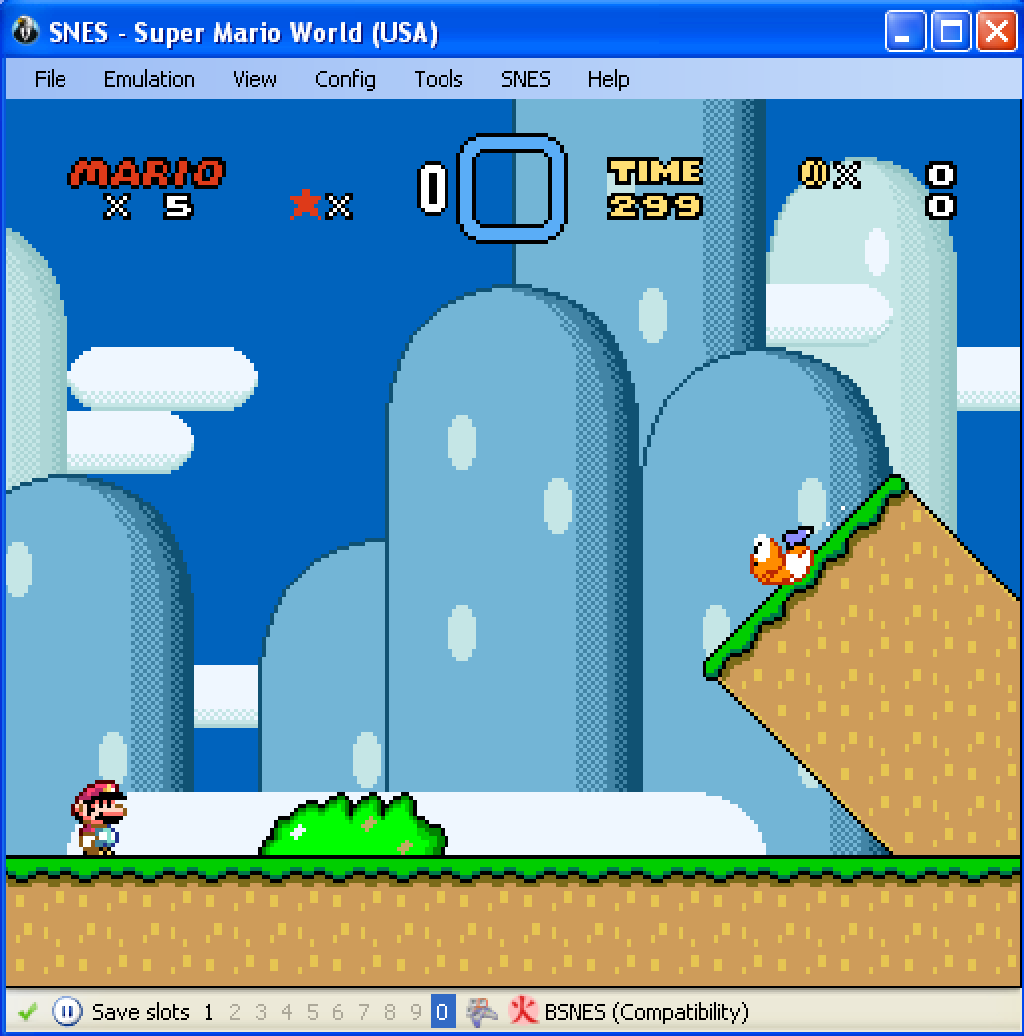 SNES - Super Mario World (USA)
File Emulation View Config Tools SNES Help
MARIO 0 TIME 0
x 5 ★x 299 0
Save slots 1 2 3 4 5 6 7 8 9 0 BSNES (Compatibility)